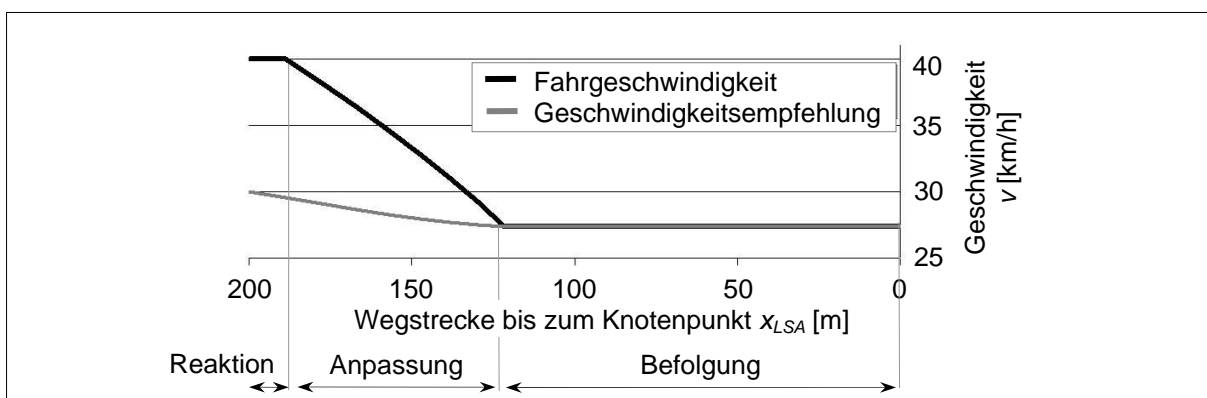 Fahrgeschwindigkeit
Geschwindigkeitsempfehlung
40
35
30
25
Geschwindigkeit
v [km/h]
200 150 100 50 0
Wegstrecke bis zum Knotenpunkt xLSA [m]
Reaktion Anpassung Befolgung